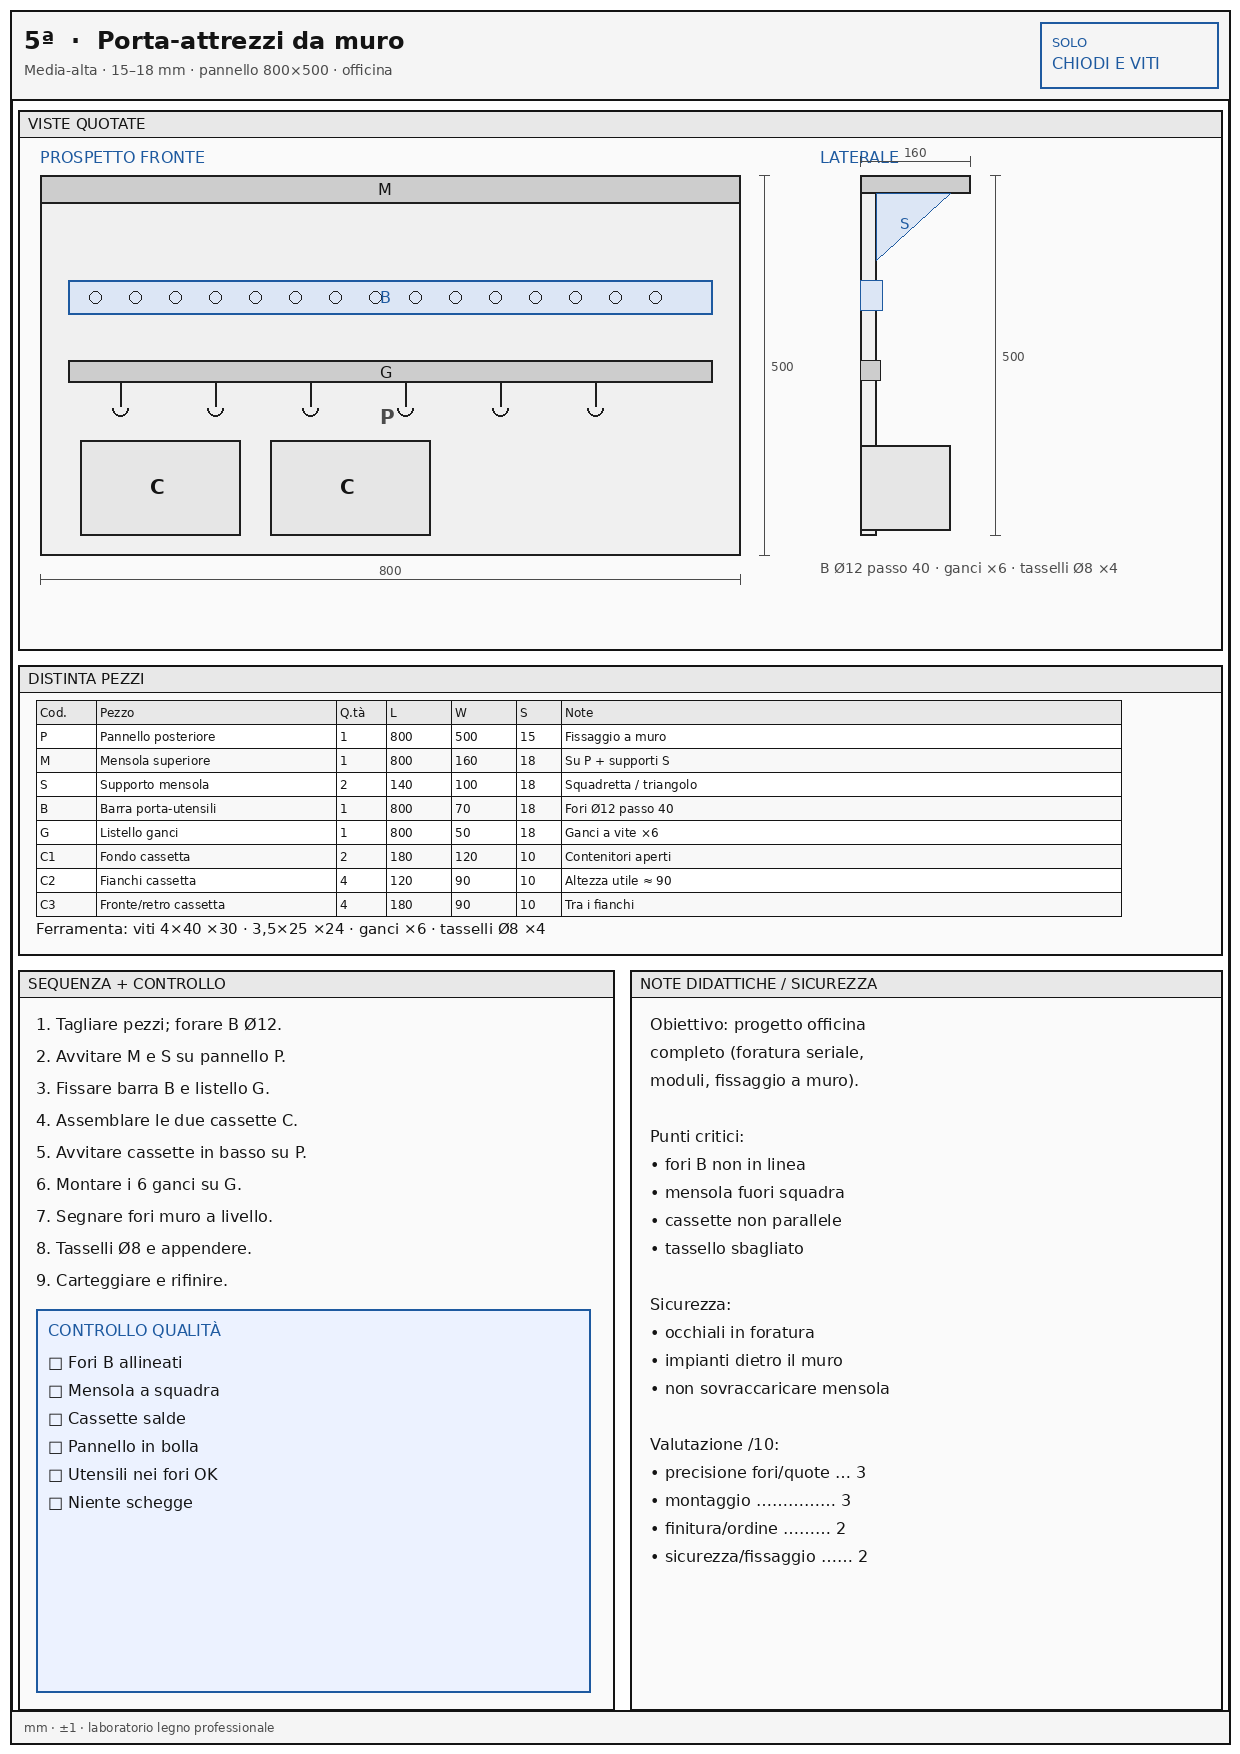 5ª · Porta-attrezzi da muro
Media-alta · 15–18 mm · pannello 800×500 · officina
SOLO
CHIODI E VITI
VISTE QUOTATE
PROSPETTO FRONTE
M
B
G
P
C
C
500
800
LATERALE
160
S
500
B Ø12 passo 40 · ganci ×6 · tasselli Ø8 ×4
DISTINTA PEZZI
Cod. Pezzo Q.tà L W S Note
P Pannello posteriore 1 800 500 15 Fissaggio a muro
M Mensola superiore 1 800 160 18 Su P + supporti S
S Supporto mensola 2 140 100 18 Squadretta / triangolo
B Barra porta-utensili 1 800 70 18 Fori Ø12 passo 40
G Listello ganci 1 800 50 18 Ganci a vite ×6
C1 Fondo cassetta 2 180 120 10 Contenitori aperti
C2 Fianchi cassetta 4 120 90 10 Altezza utile ≈ 90
C3 Fronte/retro cassetta 4 180 90 10 Tra i fianchi
Ferramenta: viti 4×40 ×30 · 3,5×25 ×24 · ganci ×6 · tasselli Ø8 ×4
SEQUENZA + CONTROLLO
1. Tagliare pezzi; forare B Ø12.
2. Avvitare M e S su pannello P.
3. Fissare barra B e listello G.
4. Assemblare le due cassette C.
5. Avvitare cassette in basso su P.
6. Montare i 6 ganci su G.
7. Segnare fori muro a livello.
8. Tasselli Ø8 e appendere.
9. Carteggiare e rifinire.
CONTROLLO QUALITÀ
□ Fori B allineati
□ Mensola a squadra
□ Cassette salde
□ Pannello in bolla
□ Utensili nei fori OK
□ Niente schegge
NOTE DIDATTICHE / SICUREZZA
Obiettivo: progetto officina
completo (foratura seriale,
moduli, fissaggio a muro).
Punti critici:
• fori B non in linea
• mensola fuori squadra
• cassette non parallele
• tassello sbagliato
Sicurezza:
• occhiali in foratura
• impianti dietro il muro
• non sovraccaricare mensola
Valutazione /10:
• precisione fori/quote … 3
• montaggio …………… 3
• finitura/ordine ……… 2
• sicurezza/fissaggio …… 2
mm · ±1 · laboratorio legno professionale